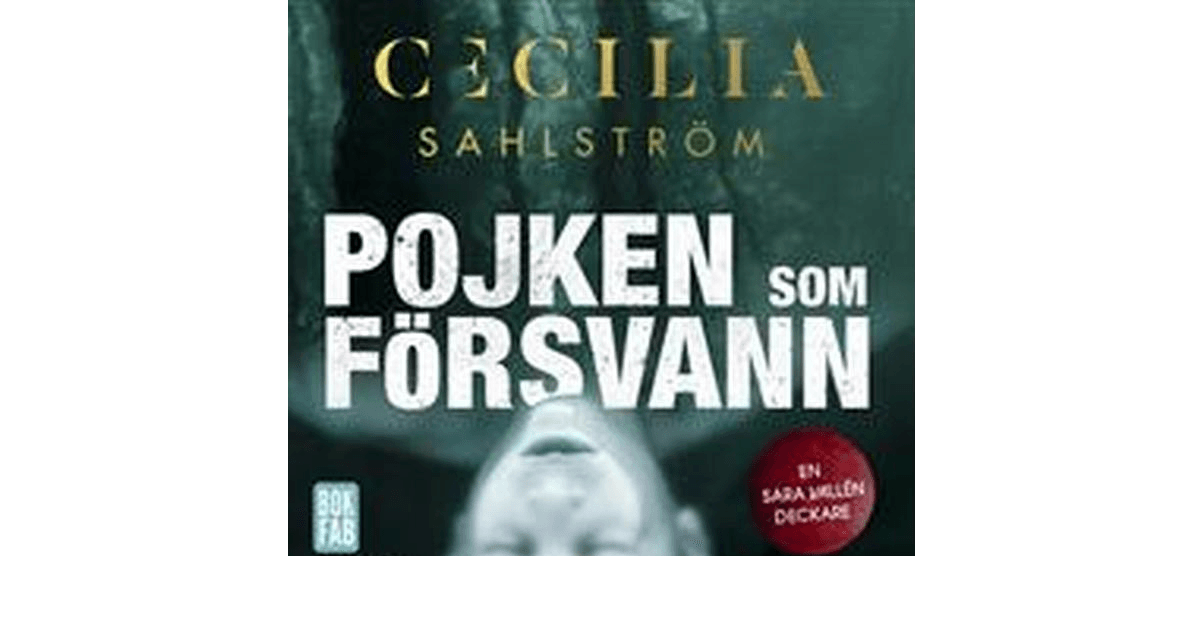 CECILIA
SAHLSTRÖM
POJKEN SOM
FÖRSVANN
EN
SARA VALLÉN
DECKARE
BOK
FAB